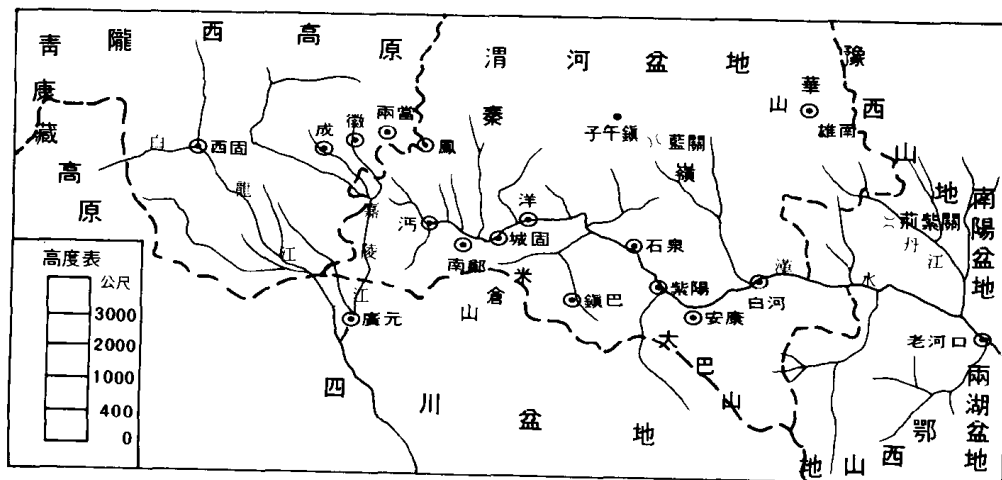 青康藏高原
隴西高原
渭河盆地
豫西山地
南陽盆地
兩湖盆地
鄂西山地
四川盆地
秦嶺
華山
米倉山
大巴山
白龍江
嘉陵江
漢水
丹江
西固
成
徽
兩當
鳳
子午鎮
藍關
雄南
荊紫關
沔
南鄭
城固
洋
石泉
紫陽
鎮巴
安康
白河
老河口
廣元
高度表
公尺
3000
2000
1000
400
0